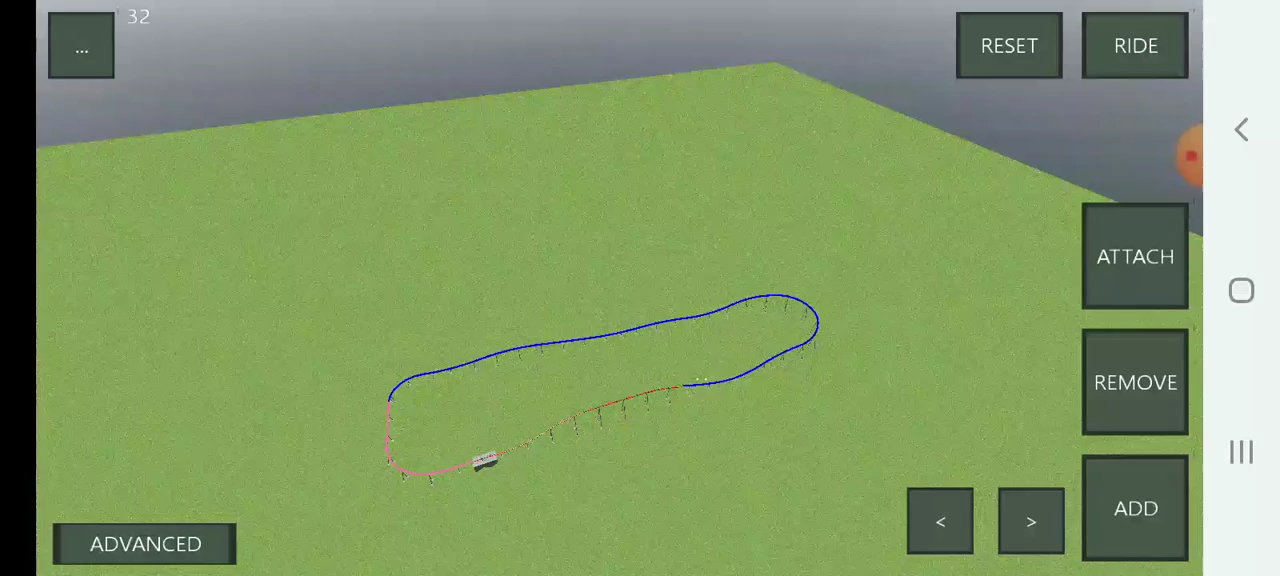 ...
32
RESET
RIDE
ATTACH
REMOVE
ADD
<
>
ADVANCED